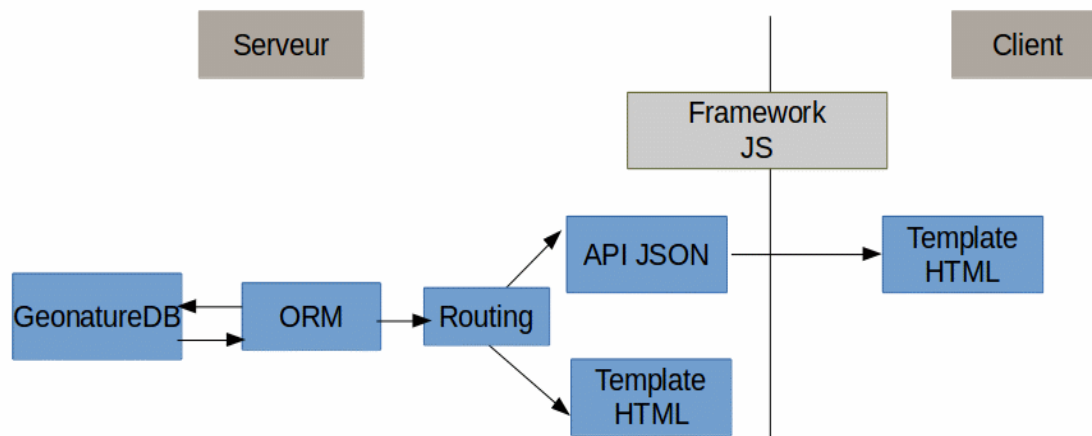 Serveur
Client
Framework
JS
API JSON
Template
HTML
GeonatureDB
ORM
Routing
Template
HTML